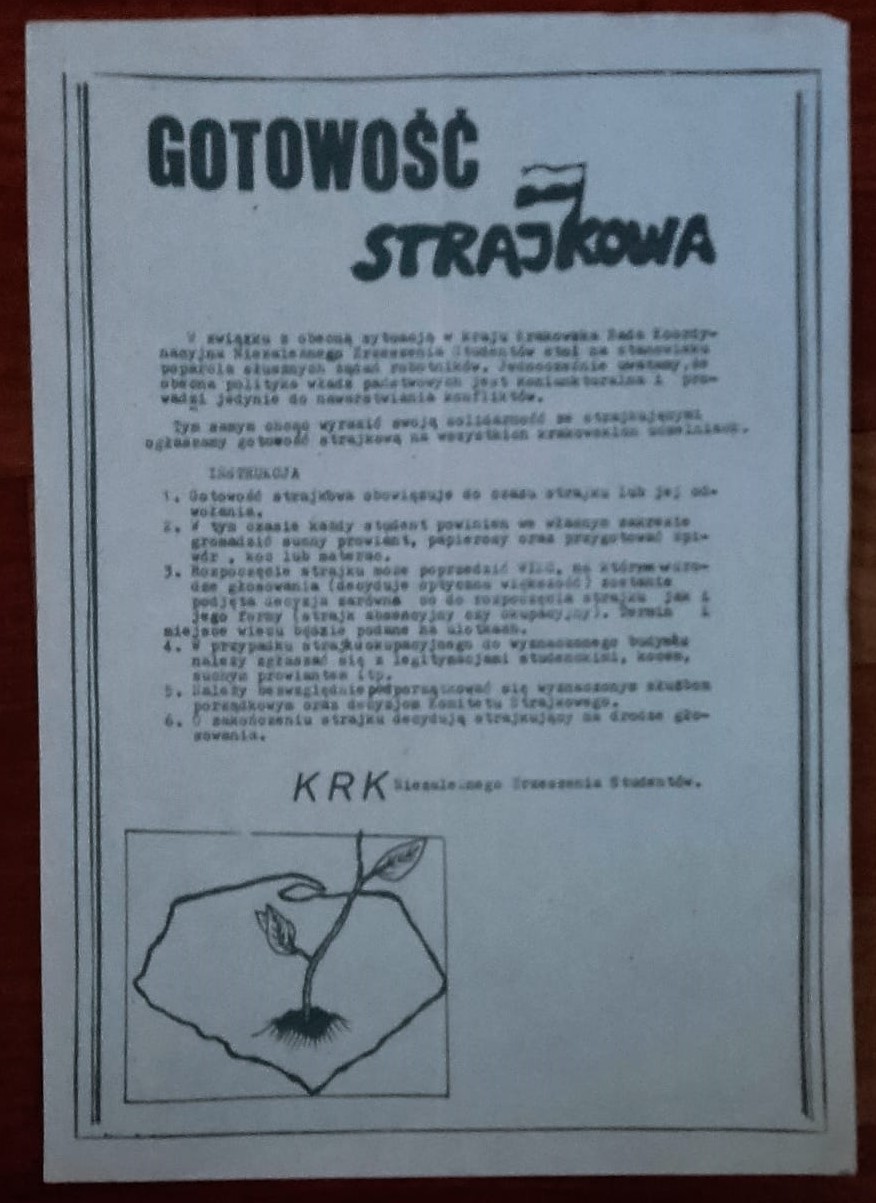 GOTOWOŚĆ
STRAJKOWA
W związku z obecną sytuacją w kraju Krakowska Rada Koordy-
nacyjna Niezależnego Zrzeszenia Studentów stoi na stanowisku
poparcia słusznych żądań robotników. Jednocześnie uważamy, że
obecna polityka władz państwowych jest koniunkturalna i pro-
wadzi jedynie do nawarstwiania konfliktów.
Tym samym chcąc wyrazić swoją solidarność ze strajkującymi
ogłaszamy gotowość strajkową na wszystkich krakowskich uczelniach.
INSTRUKCJA
1. Gotowość strajkowa obowiązuje do czasu strajku lub jej od-
wołania.
2. W tym czasie każdy student powinien we własnym zakresie
gromadzić suchy prowiant, papierosy oraz przygotować śpi-
wór, koc lub materac.
3. Rozpoczęcie strajku może poprzedzić WIEC, na którym w dro-
dze głosowania (decyduje optyczna większość) zostanie
podjęta decyzja zarówno co do rozpoczęcia strajku jak i
jego formy (strajk absencyjny czy okupacyjny). Termin i
miejsce wiecu będzie podane na ulotkach.
4. W przypadku strajku okupacyjnego do wyznaczonego budynku
należy zgłaszać się z legitymacjami studenckimi, kocem,
suchym prowiantem itp.
5. Należy bezwzględnie podporządkować się wyznaczonym służbom
porządkowym oraz decyzjom Komitetu Strajkowego.
6. O zakończeniu strajku decydują strajkujący na drodze gło-
sowania.
KRK Niezależnego Zrzeszenia Studentów.